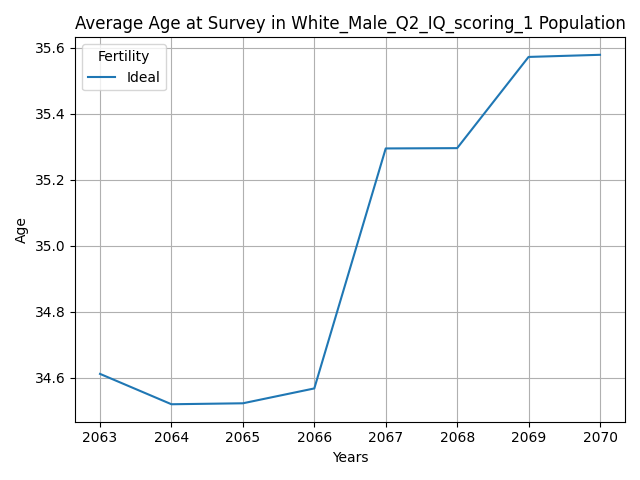 Average Age at Survey in White_Male_Q2_IQ_scoring_1 Population
Fertility
Ideal
35.6
35.4
35.2
35.0
34.8
34.6
Age
2063 2064 2065 2066 2067 2068 2069 2070
Years